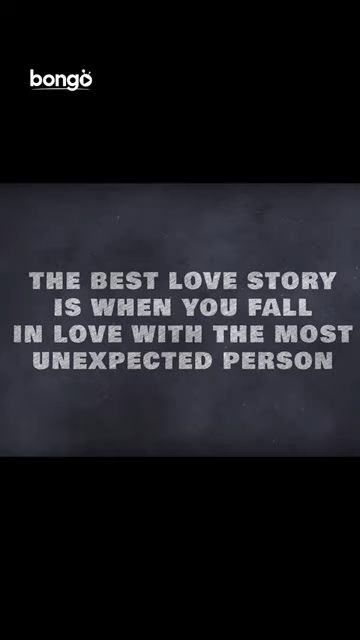 bongo
THE BEST LOVE STORY
IS WHEN YOU FALL
IN LOVE WITH THE MOST
UNEXPECTED PERSON